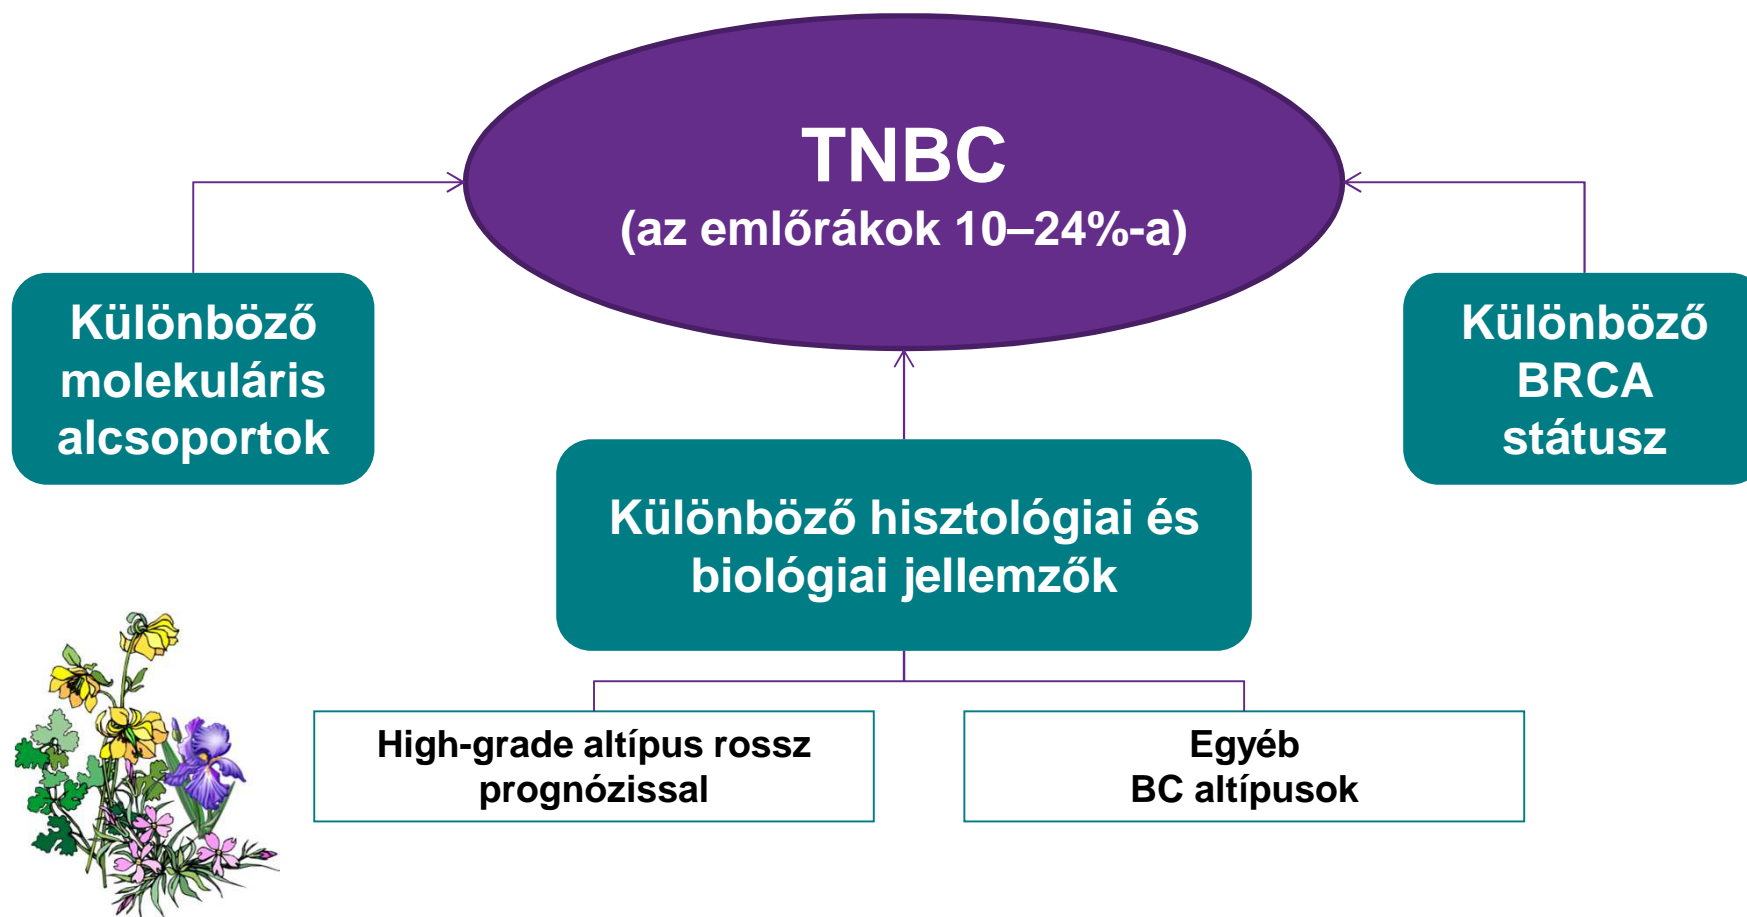 TNBC
(az emlőrákok 10–24%-a)
Különböző
molekuláris
alcsoportok
Különböző
BRCA
státusz
Különböző hisztológiai és
biológiai jellemzők
High-grade altípus rossz
prognózissal
Egyéb
BC altípusok